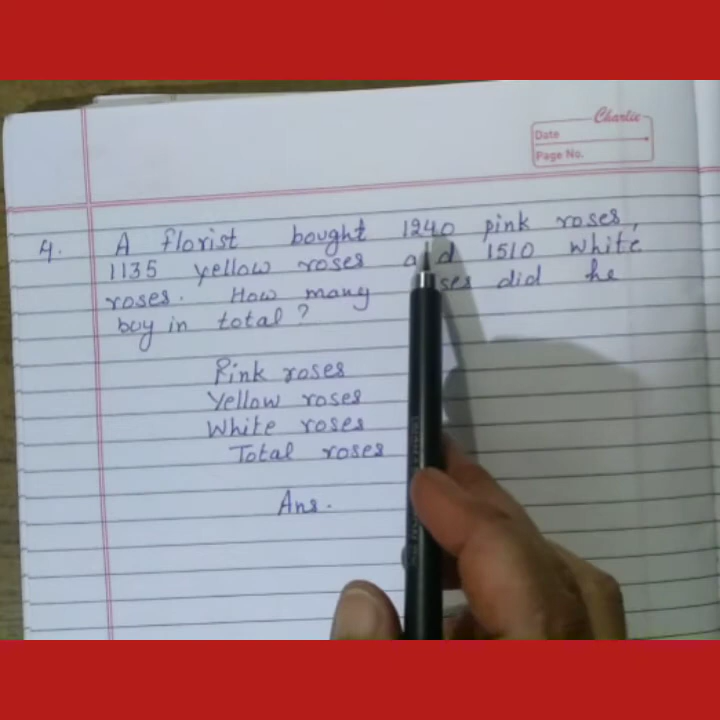 Charlie
Date
Page No.
4. A florist bought 1240 pink roses,
1135 yellow roses 1510 white
roses. How many did he
buy in total?
Pink roses
Yellow roses
White roses
Total roses
Ans.